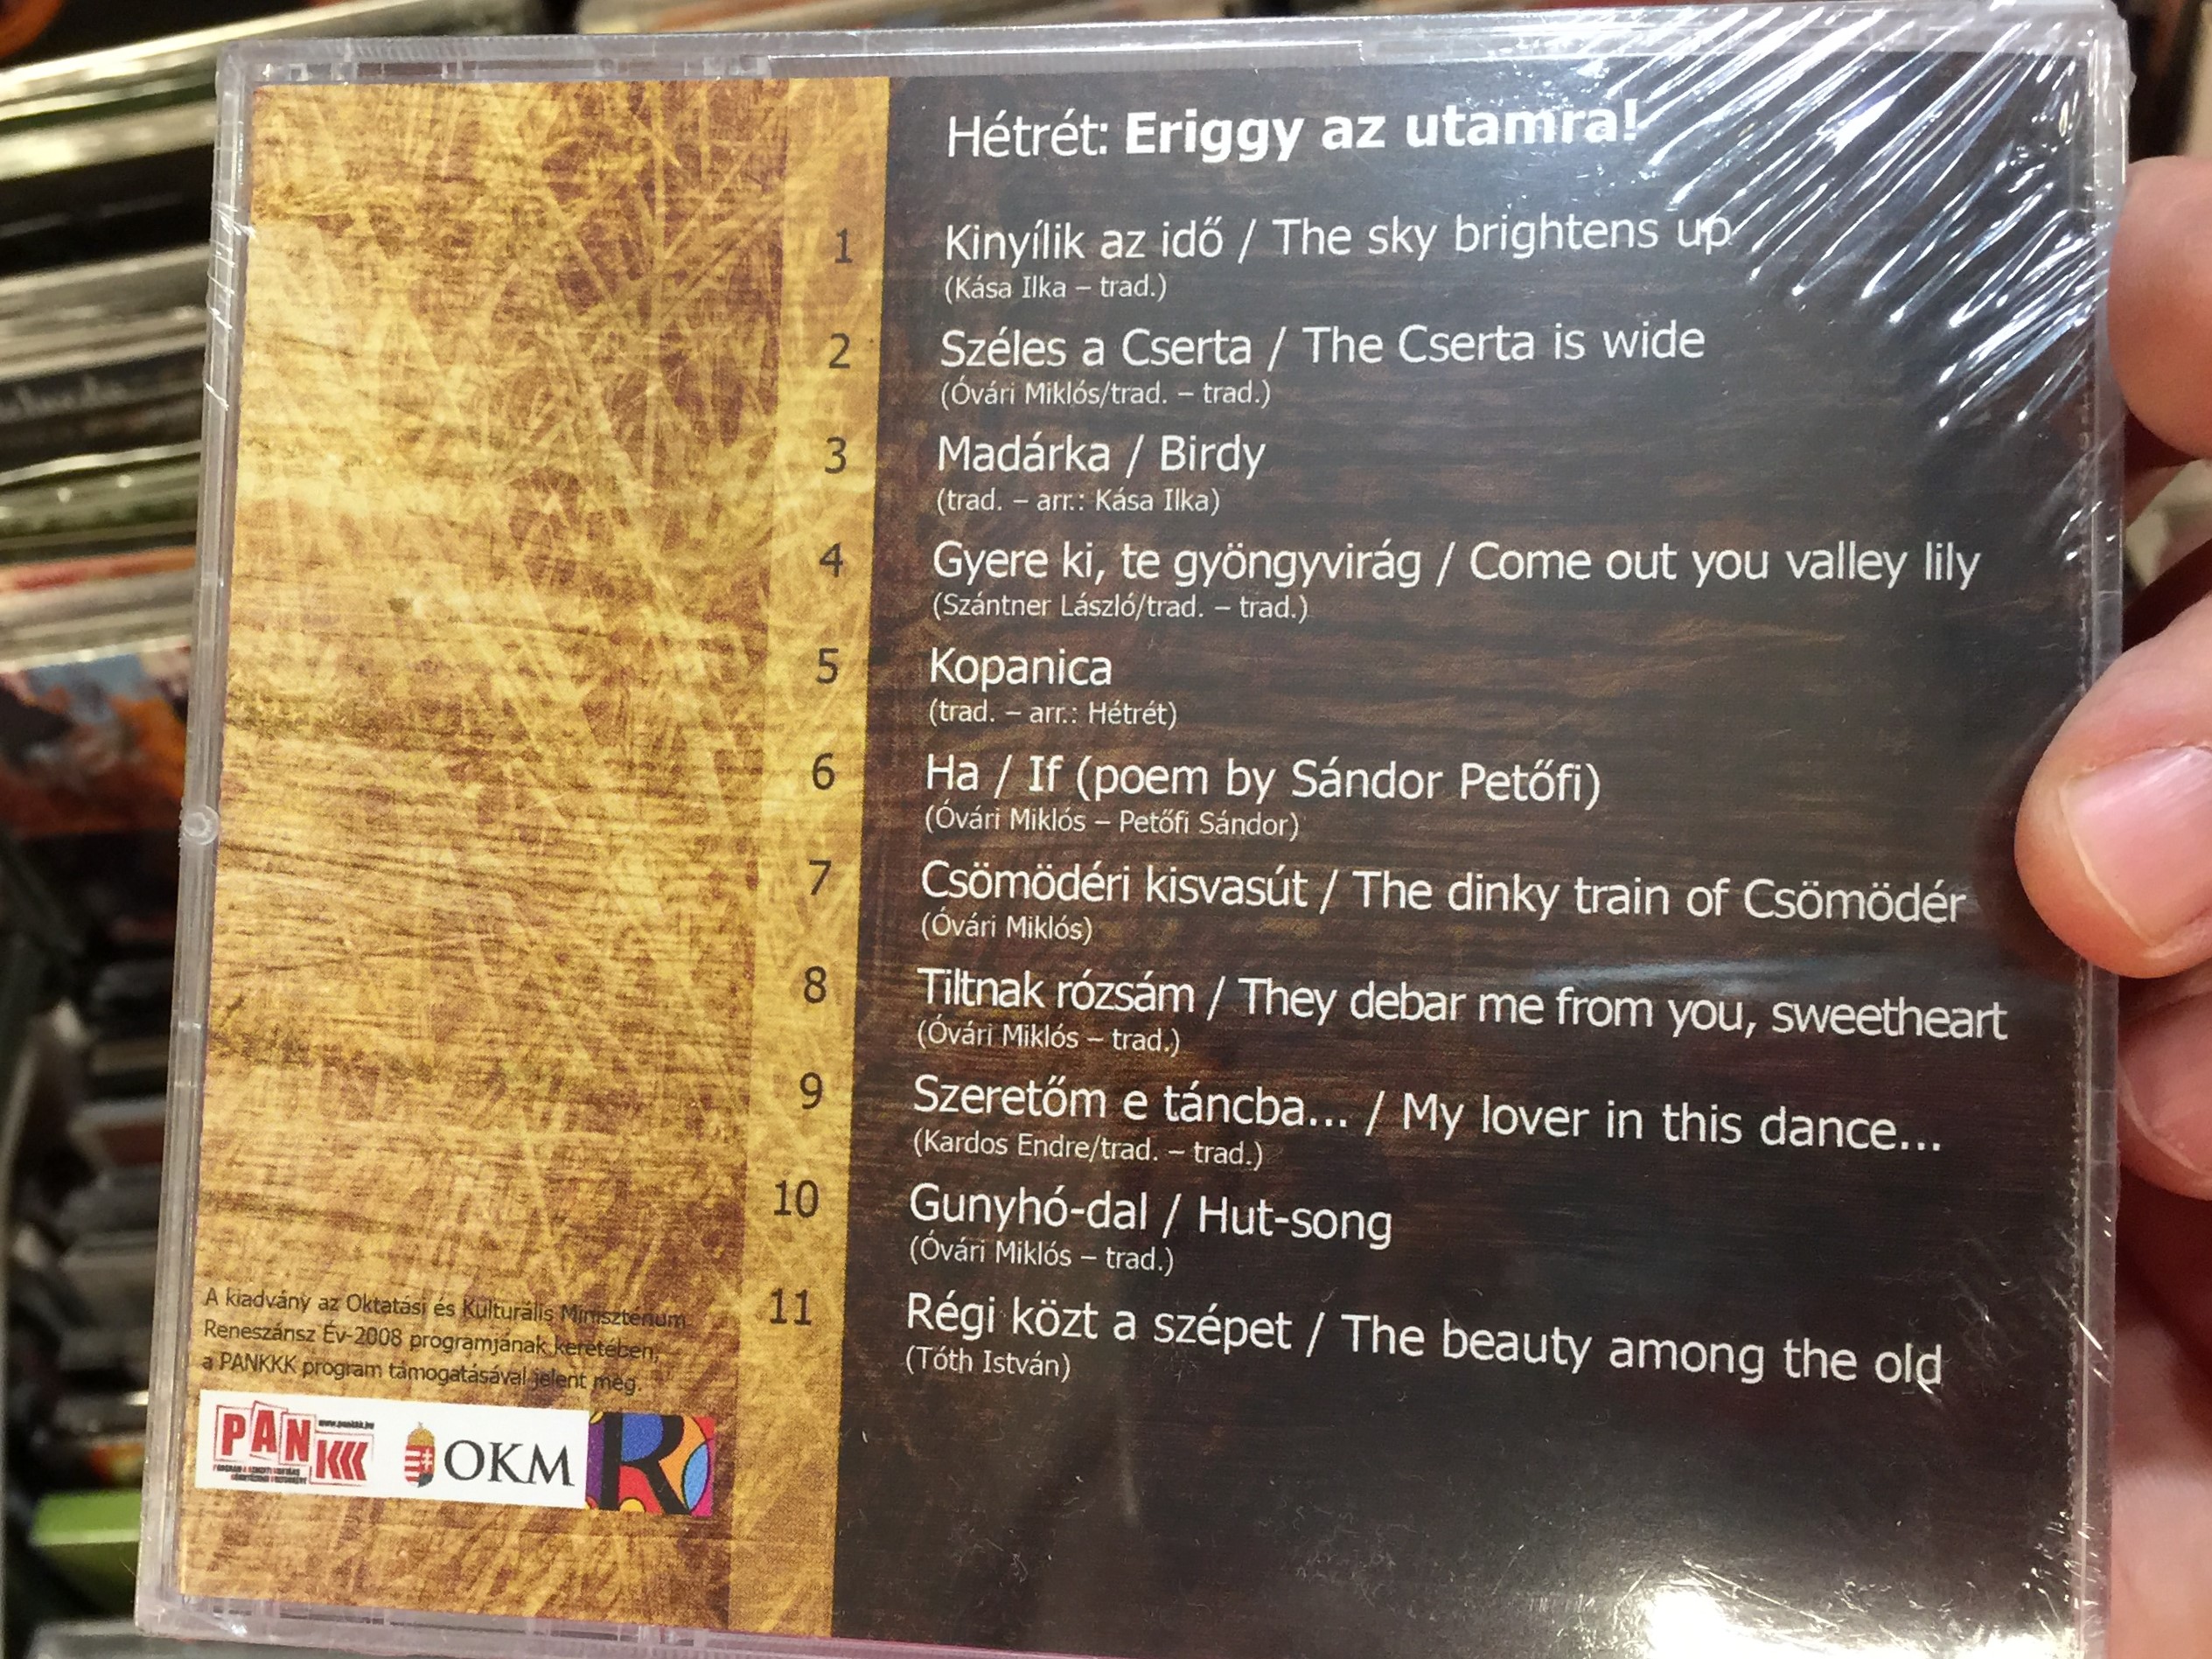 Hétrét: Eriggy az utamra!
1 Kinyílik az idő / The sky brightens up
(Kása Ilka – trad.)
2 Széles a Cserta / The Cserta is wide
(Óvári Miklós/trad. – trad.)
3 Madárka / Birdy
(trad. – arr.: Kása Ilka)
4 Gyere ki, te gyöngyvirág / Come out you valley lily
(Szántner László/trad. – trad.)
5 Kopanica
(trad. – arr.: Hétrét)
6 Ha / If (poem by Sándor Petőfi)
(Óvári Miklós – Petőfi Sándor)
7 Csömödéri kisvasút / The dinky train of Csömödér
(Óvári Miklós)
8 Tiltnak rózsám / They debar me from you, sweetheart
(Óvári Miklós – trad.)
9 Szeretőm e táncba... / My lover in this dance...
(Kardos Endre/trad. – trad.)
10 Gunyhó-dal / Hut-song
(Óvári Miklós – trad.)
11 Régi közt a szépet / The beauty among the old
(Tóth István)
A kiadvány az Oktatási és Kulturális Minisztérium
Reneszánsz Év-2008 programjának keretében,
a PANKKK program támogatásával jelent meg.
PANKKK
www.pankkk.hu
OKM
R